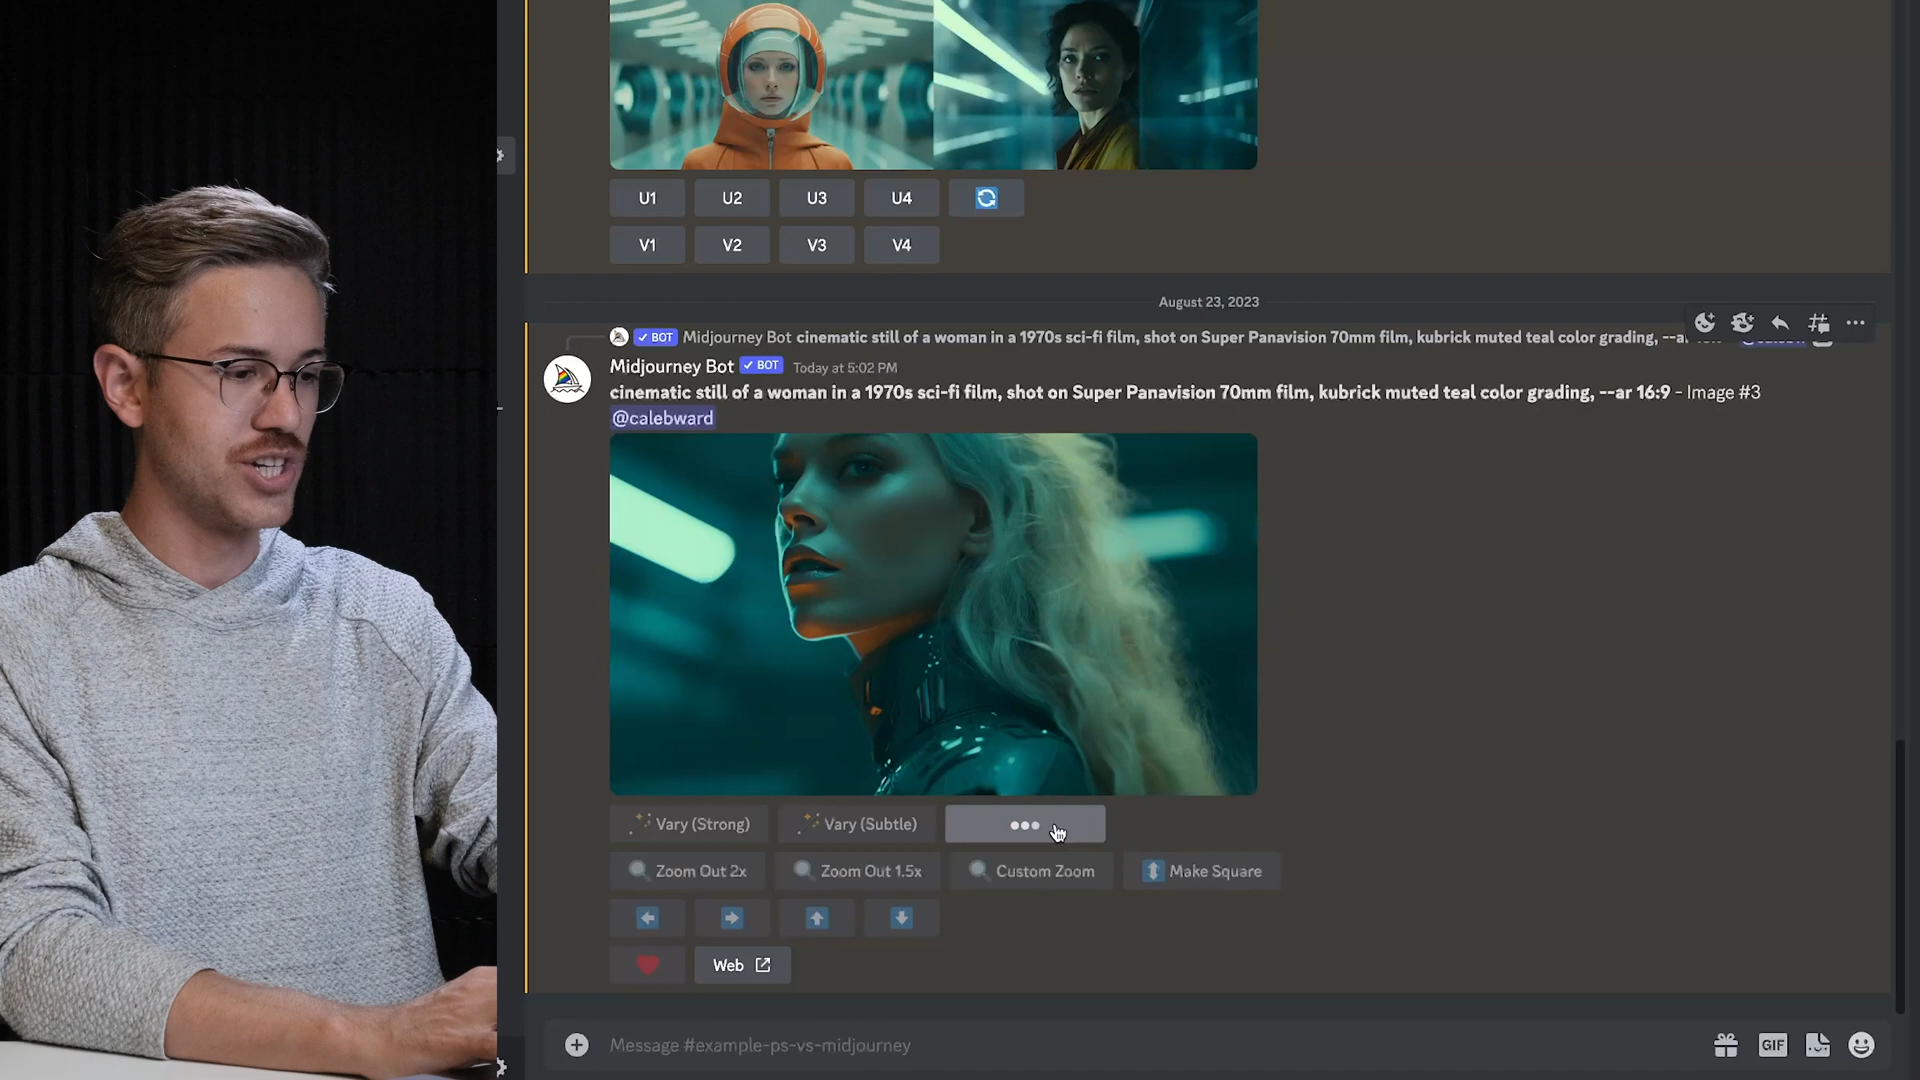 U1 U2 U3 U4
V1 V2 V3 V4
August 23, 2023
BOT Midjourney Bot cinematic still of a woman in a 1970s sci-fi film, shot on Super Panavision 70mm film, kubrick muted teal color grading,
Midjourney Bot BOT Today at 5:02 PM
cinematic still of a woman in a 1970s sci-fi film, shot on Super Panavision 70mm film, kubrick muted teal color grading, --ar 16:9 - Image #3
@calebward
Vary (Strong) Vary (Subtle)
Zoom Out 2x Zoom Out 1.5x Custom Zoom Make Square
Web
Message #example-ps-vs-midjourney GIF